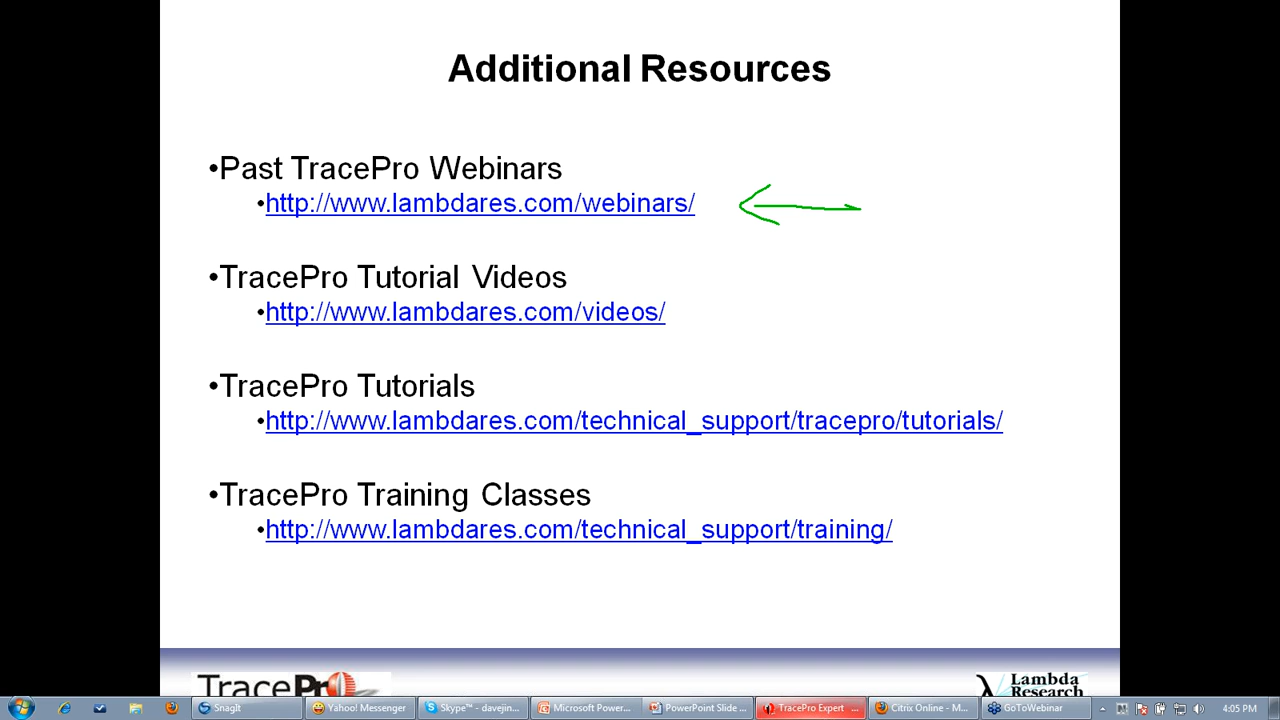 Additional Resources
•Past TracePro Webinars
•http://www.lambdares.com/webinars/
•TracePro Tutorial Videos
•http://www.lambdares.com/videos/
•TracePro Tutorials
•http://www.lambdares.com/technical_support/tracepro/tutorials/
•TracePro Training Classes
•http://www.lambdares.com/technical_support/training/
TracePro
Lambda
Research
SnagIt
Yahoo! Messenger
Skype™ - davejin...
Microsoft Power...
PowerPoint Slide ...
TracePro Expert ...
Citrix Online - M...
GoToWebinar
4:05 PM